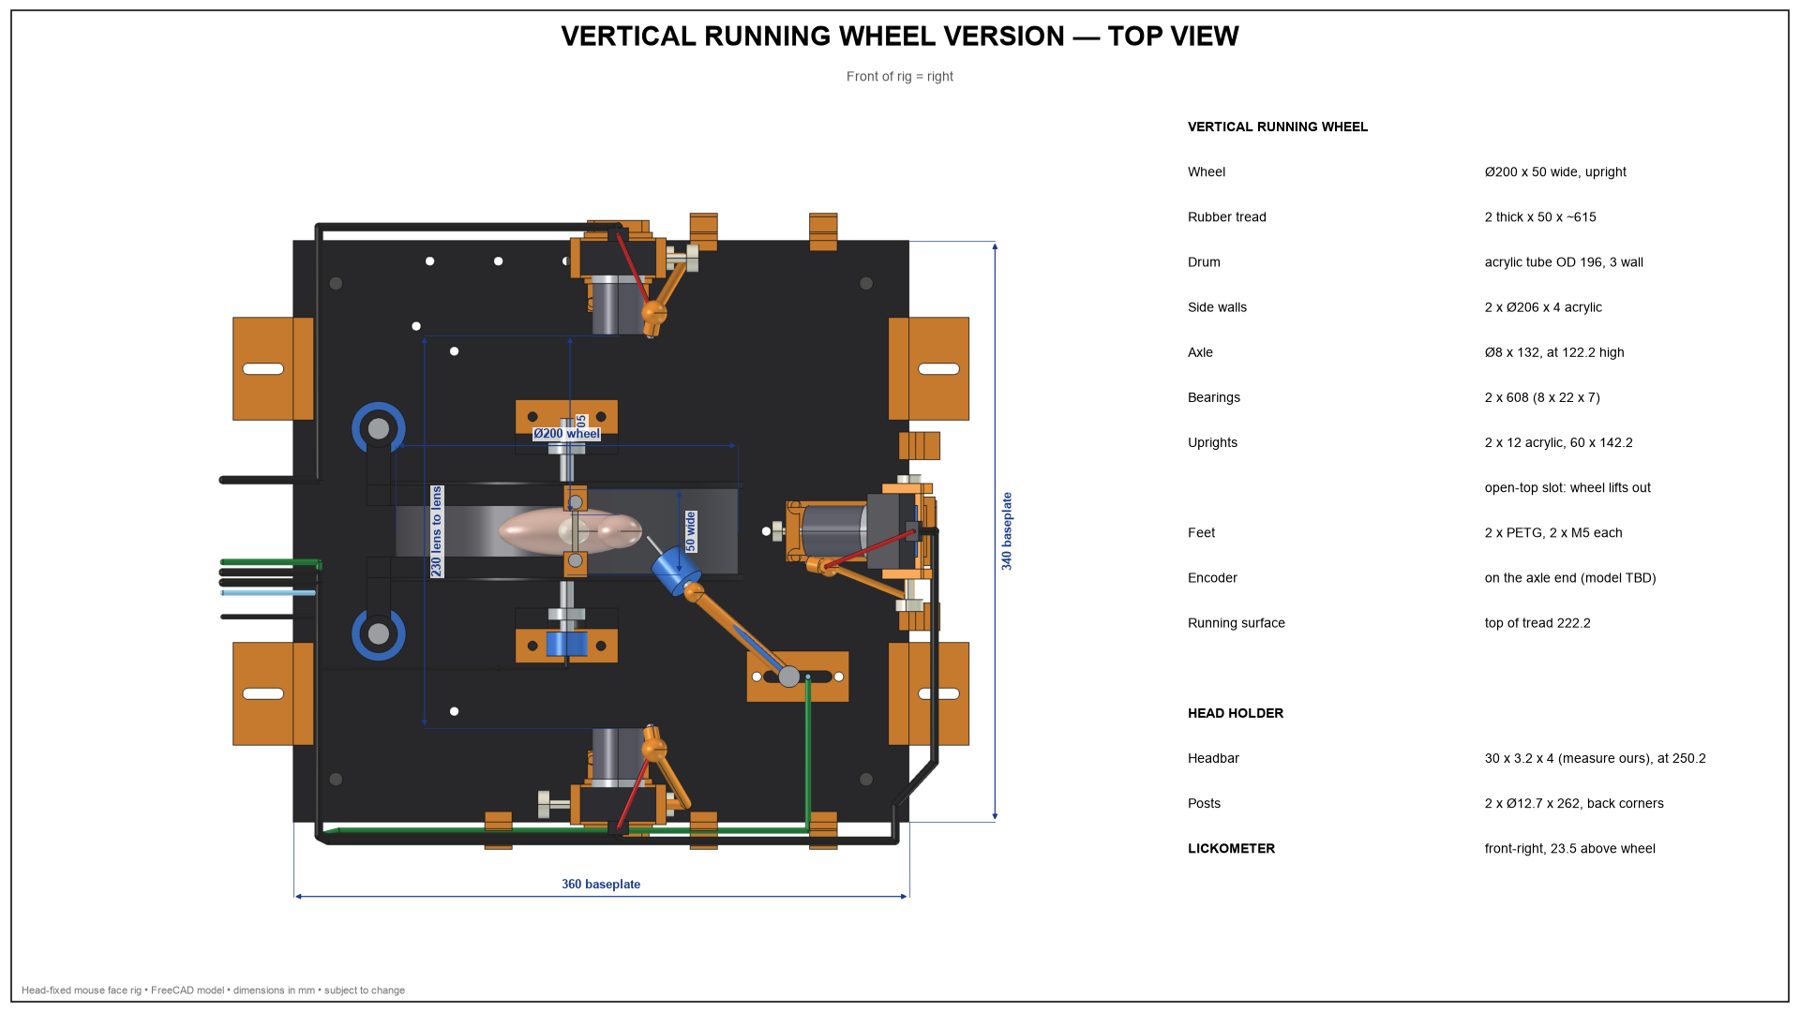 VERTICAL RUNNING WHEEL VERSION — TOP VIEW
Front of rig = right
VERTICAL RUNNING WHEEL
Wheel Ø200 x 50 wide, upright
Rubber tread 2 thick x 50 x ~615
Drum acrylic tube OD 196, 3 wall
Side walls 2 x Ø206 x 4 acrylic
Axle Ø8 x 132, at 122.2 high
Bearings 2 x 608 (8 x 22 x 7)
Uprights 2 x 12 acrylic, 60 x 142.2
open-top slot: wheel lifts out
Feet 2 x PETG, 2 x M5 each
Encoder on the axle end (model TBD)
Running surface top of tread 222.2
HEAD HOLDER
Headbar 30 x 3.2 x 4 (measure ours), at 250.2
Posts 2 x Ø12.7 x 262, back corners
LICKOMETER front-right, 23.5 above wheel
Ø200 wheel
230 lens to lens
50 wide
340 baseplate
360 baseplate
Head-fixed mouse face rig • FreeCAD model • dimensions in mm • subject to change